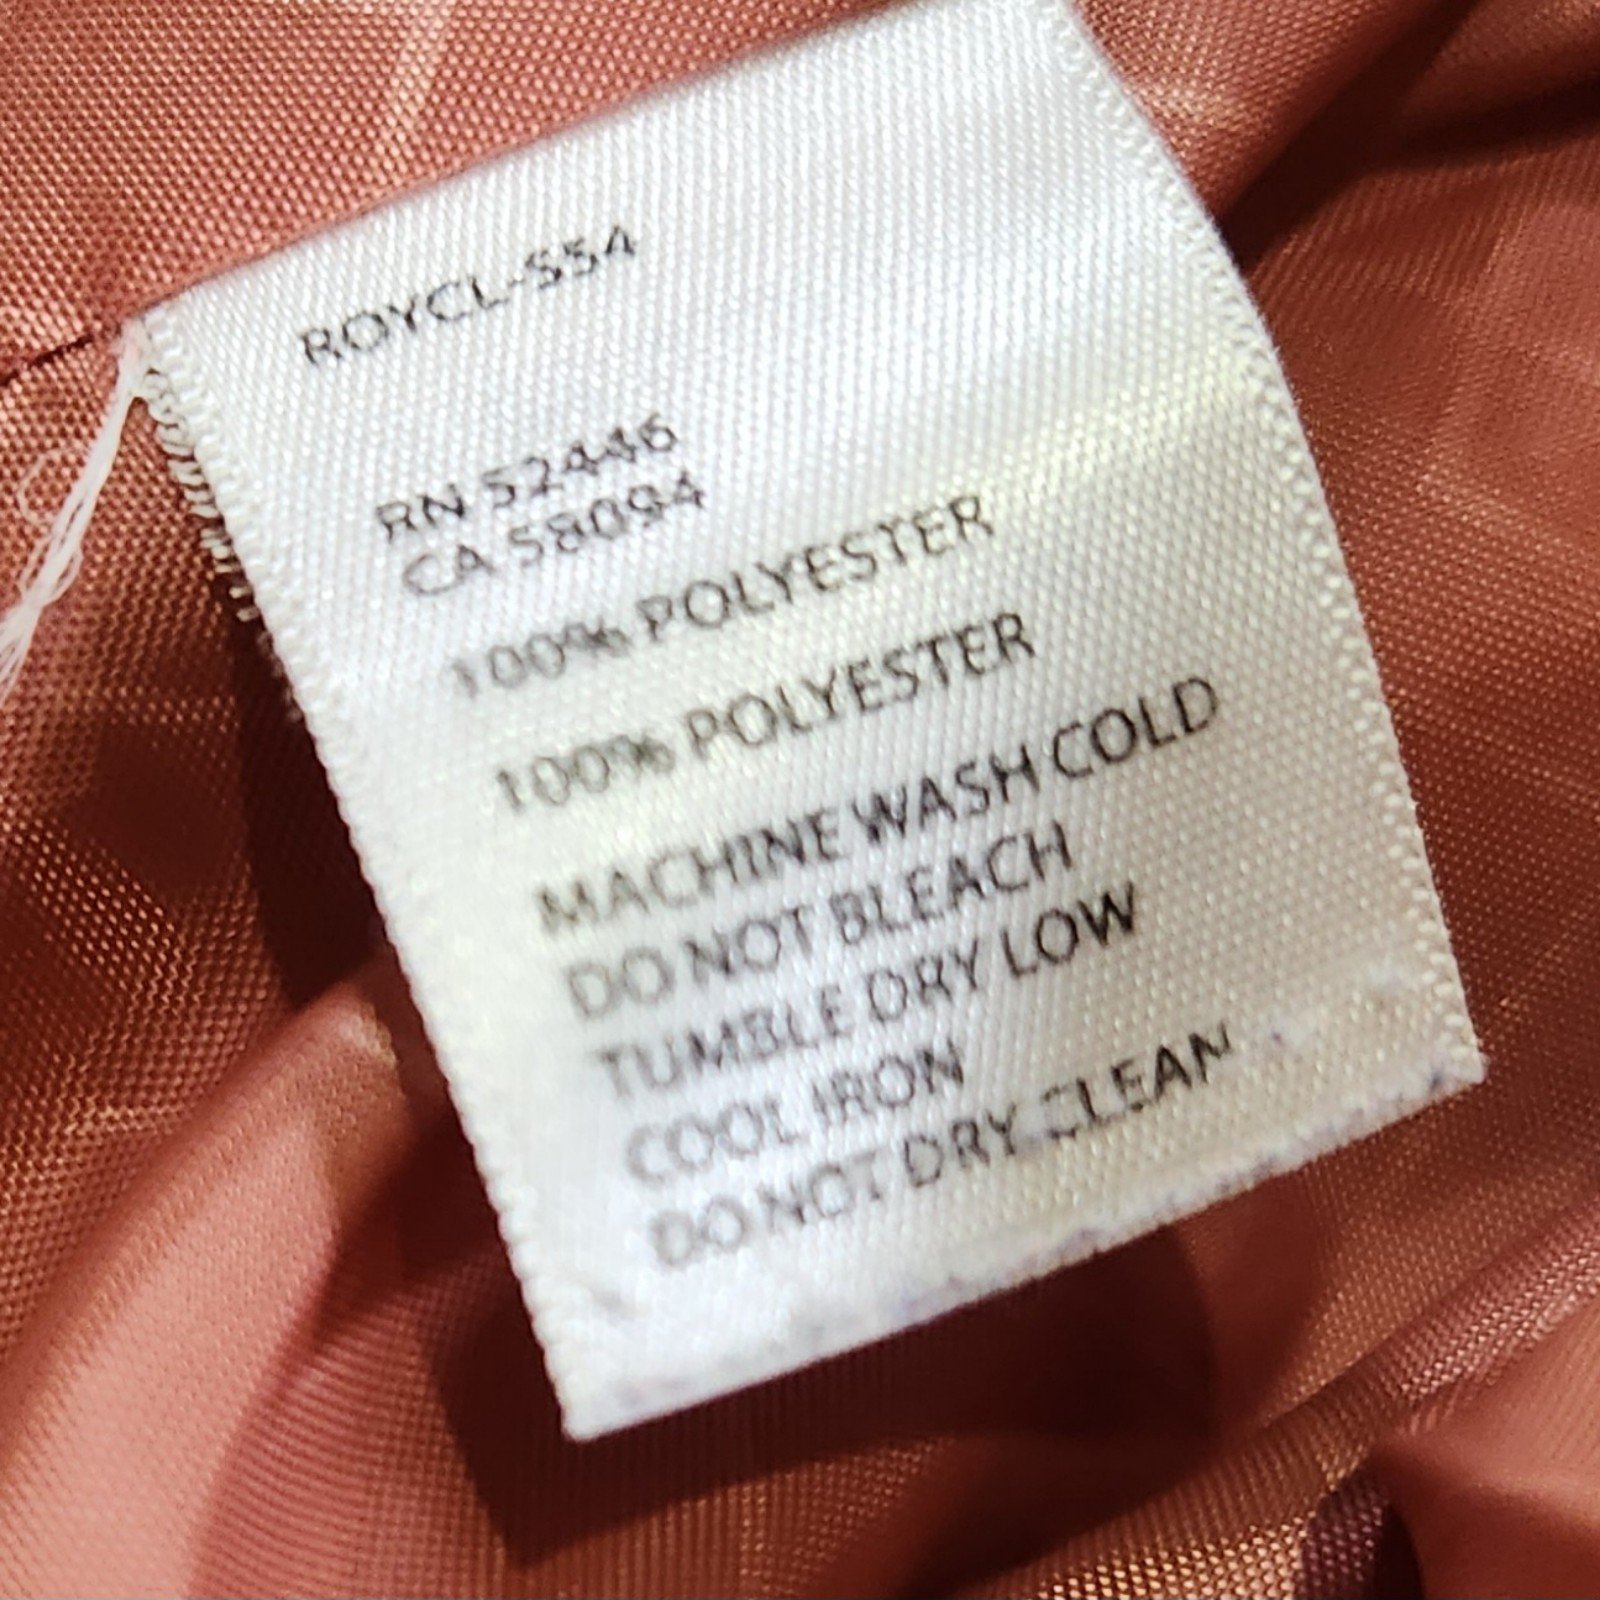 ROYCL-S54
RN 52446
CA 58094
100% POLYESTER
100% POLYESTER
MACHINE WASH COLD
DO NOT BLEACH
TUMBLE DRY LOW
COOL IRON
DO NOT DRY CLEAN